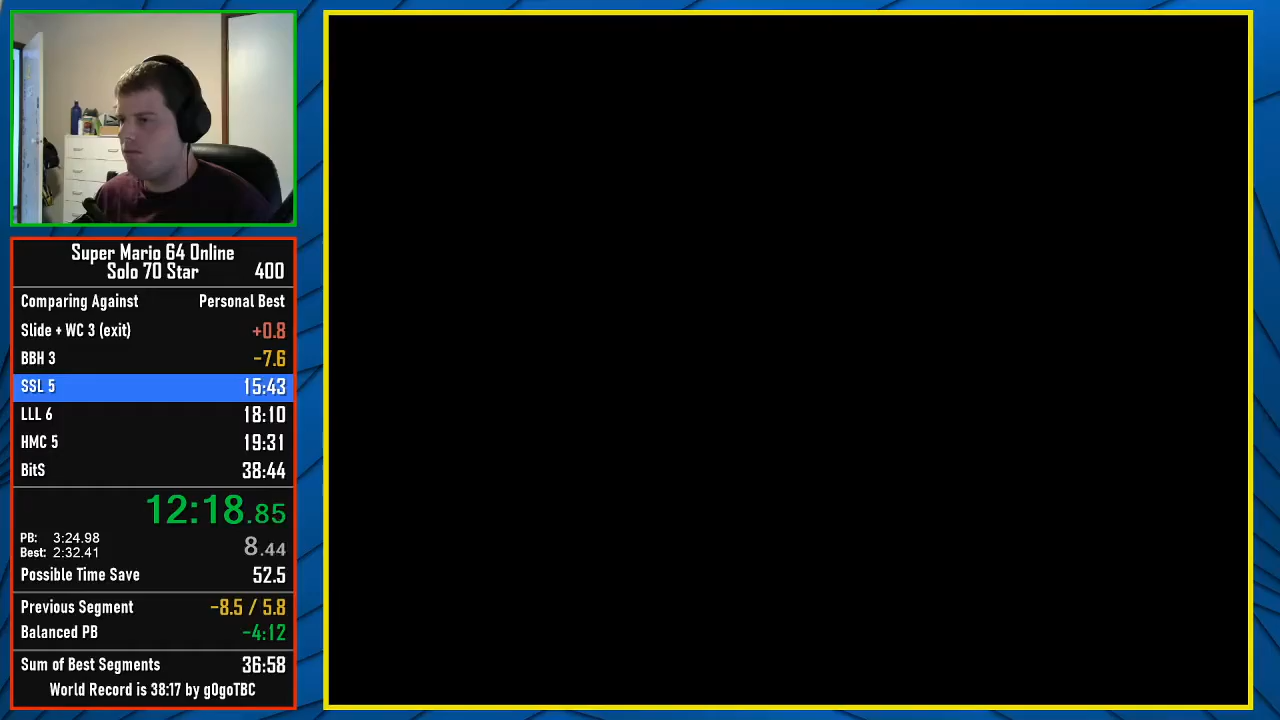 Super Mario 64 Online
Solo 70 Star 400
Comparing Against Personal Best
Slide + WC 3 (exit) +0.8
BBH 3 -7.6
SSL 5 15:43
LLL 6 18:10
HMC 5 19:31
BitS 38:44
12:18.85
PB: 3:24.98
Best: 2:32.41
8.44
Possible Time Save 52.5
Previous Segment -8.5 / 5.8
Balanced PB -4:12
Sum of Best Segments 36:58
World Record is 38:17 by g0goTBC